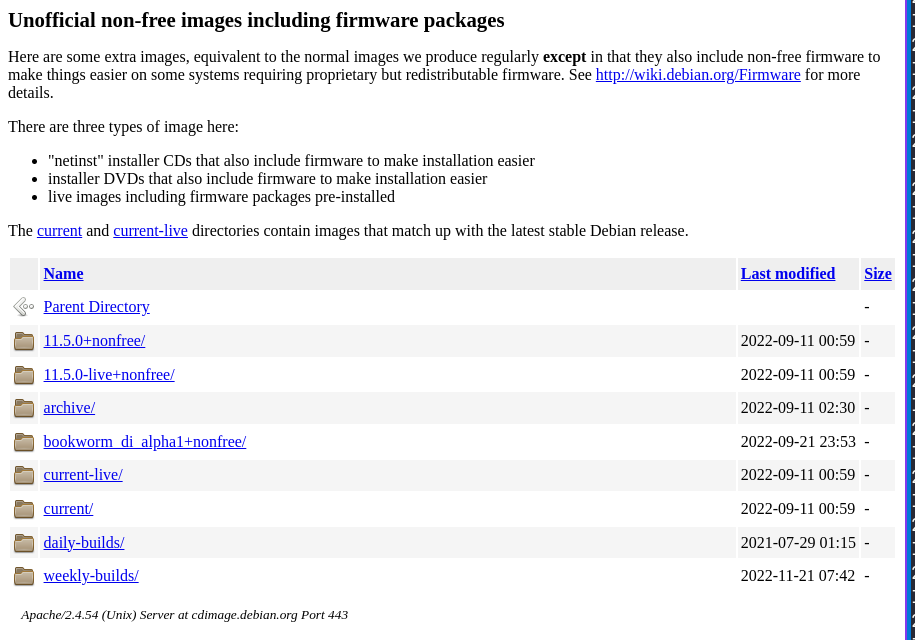 Unofficial non-free images including firmware packages
Here are some extra images, equivalent to the normal images we produce regularly except in that they also include non-free firmware to
make things easier on some systems requiring proprietary but redistributable firmware. See http://wiki.debian.org/Firmware for more
details.
There are three types of image here:
• "netinst" installer CDs that also include firmware to make installation easier
• installer DVDs that also include firmware to make installation easier
• live images including firmware packages pre-installed
The current and current-live directories contain images that match up with the latest stable Debian release.
Name Last modified Size
Parent Directory -
11.5.0+nonfree/ 2022-09-11 00:59 -
11.5.0-live+nonfree/ 2022-09-11 00:59 -
archive/ 2022-09-11 02:30 -
bookworm_di_alpha1+nonfree/ 2022-09-21 23:53 -
current-live/ 2022-09-11 00:59 -
current/ 2022-09-11 00:59 -
daily-builds/ 2021-07-29 01:15 -
weekly-builds/ 2022-11-21 07:42 -
Apache/2.4.54 (Unix) Server at cdimage.debian.org Port 443